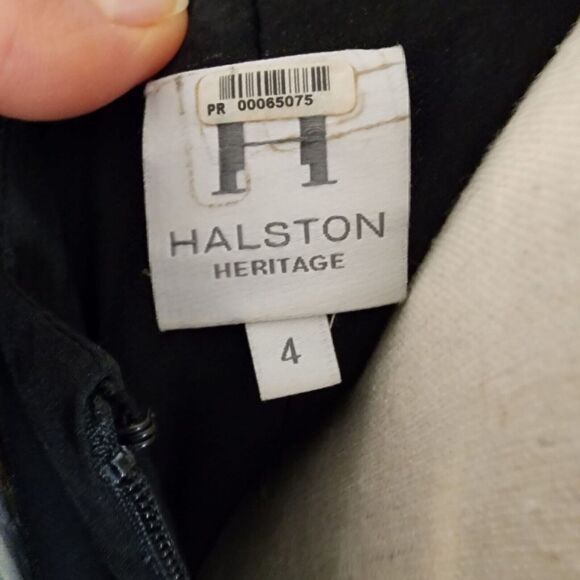 PR 00065075
H
HALSTON
HERITAGE
4